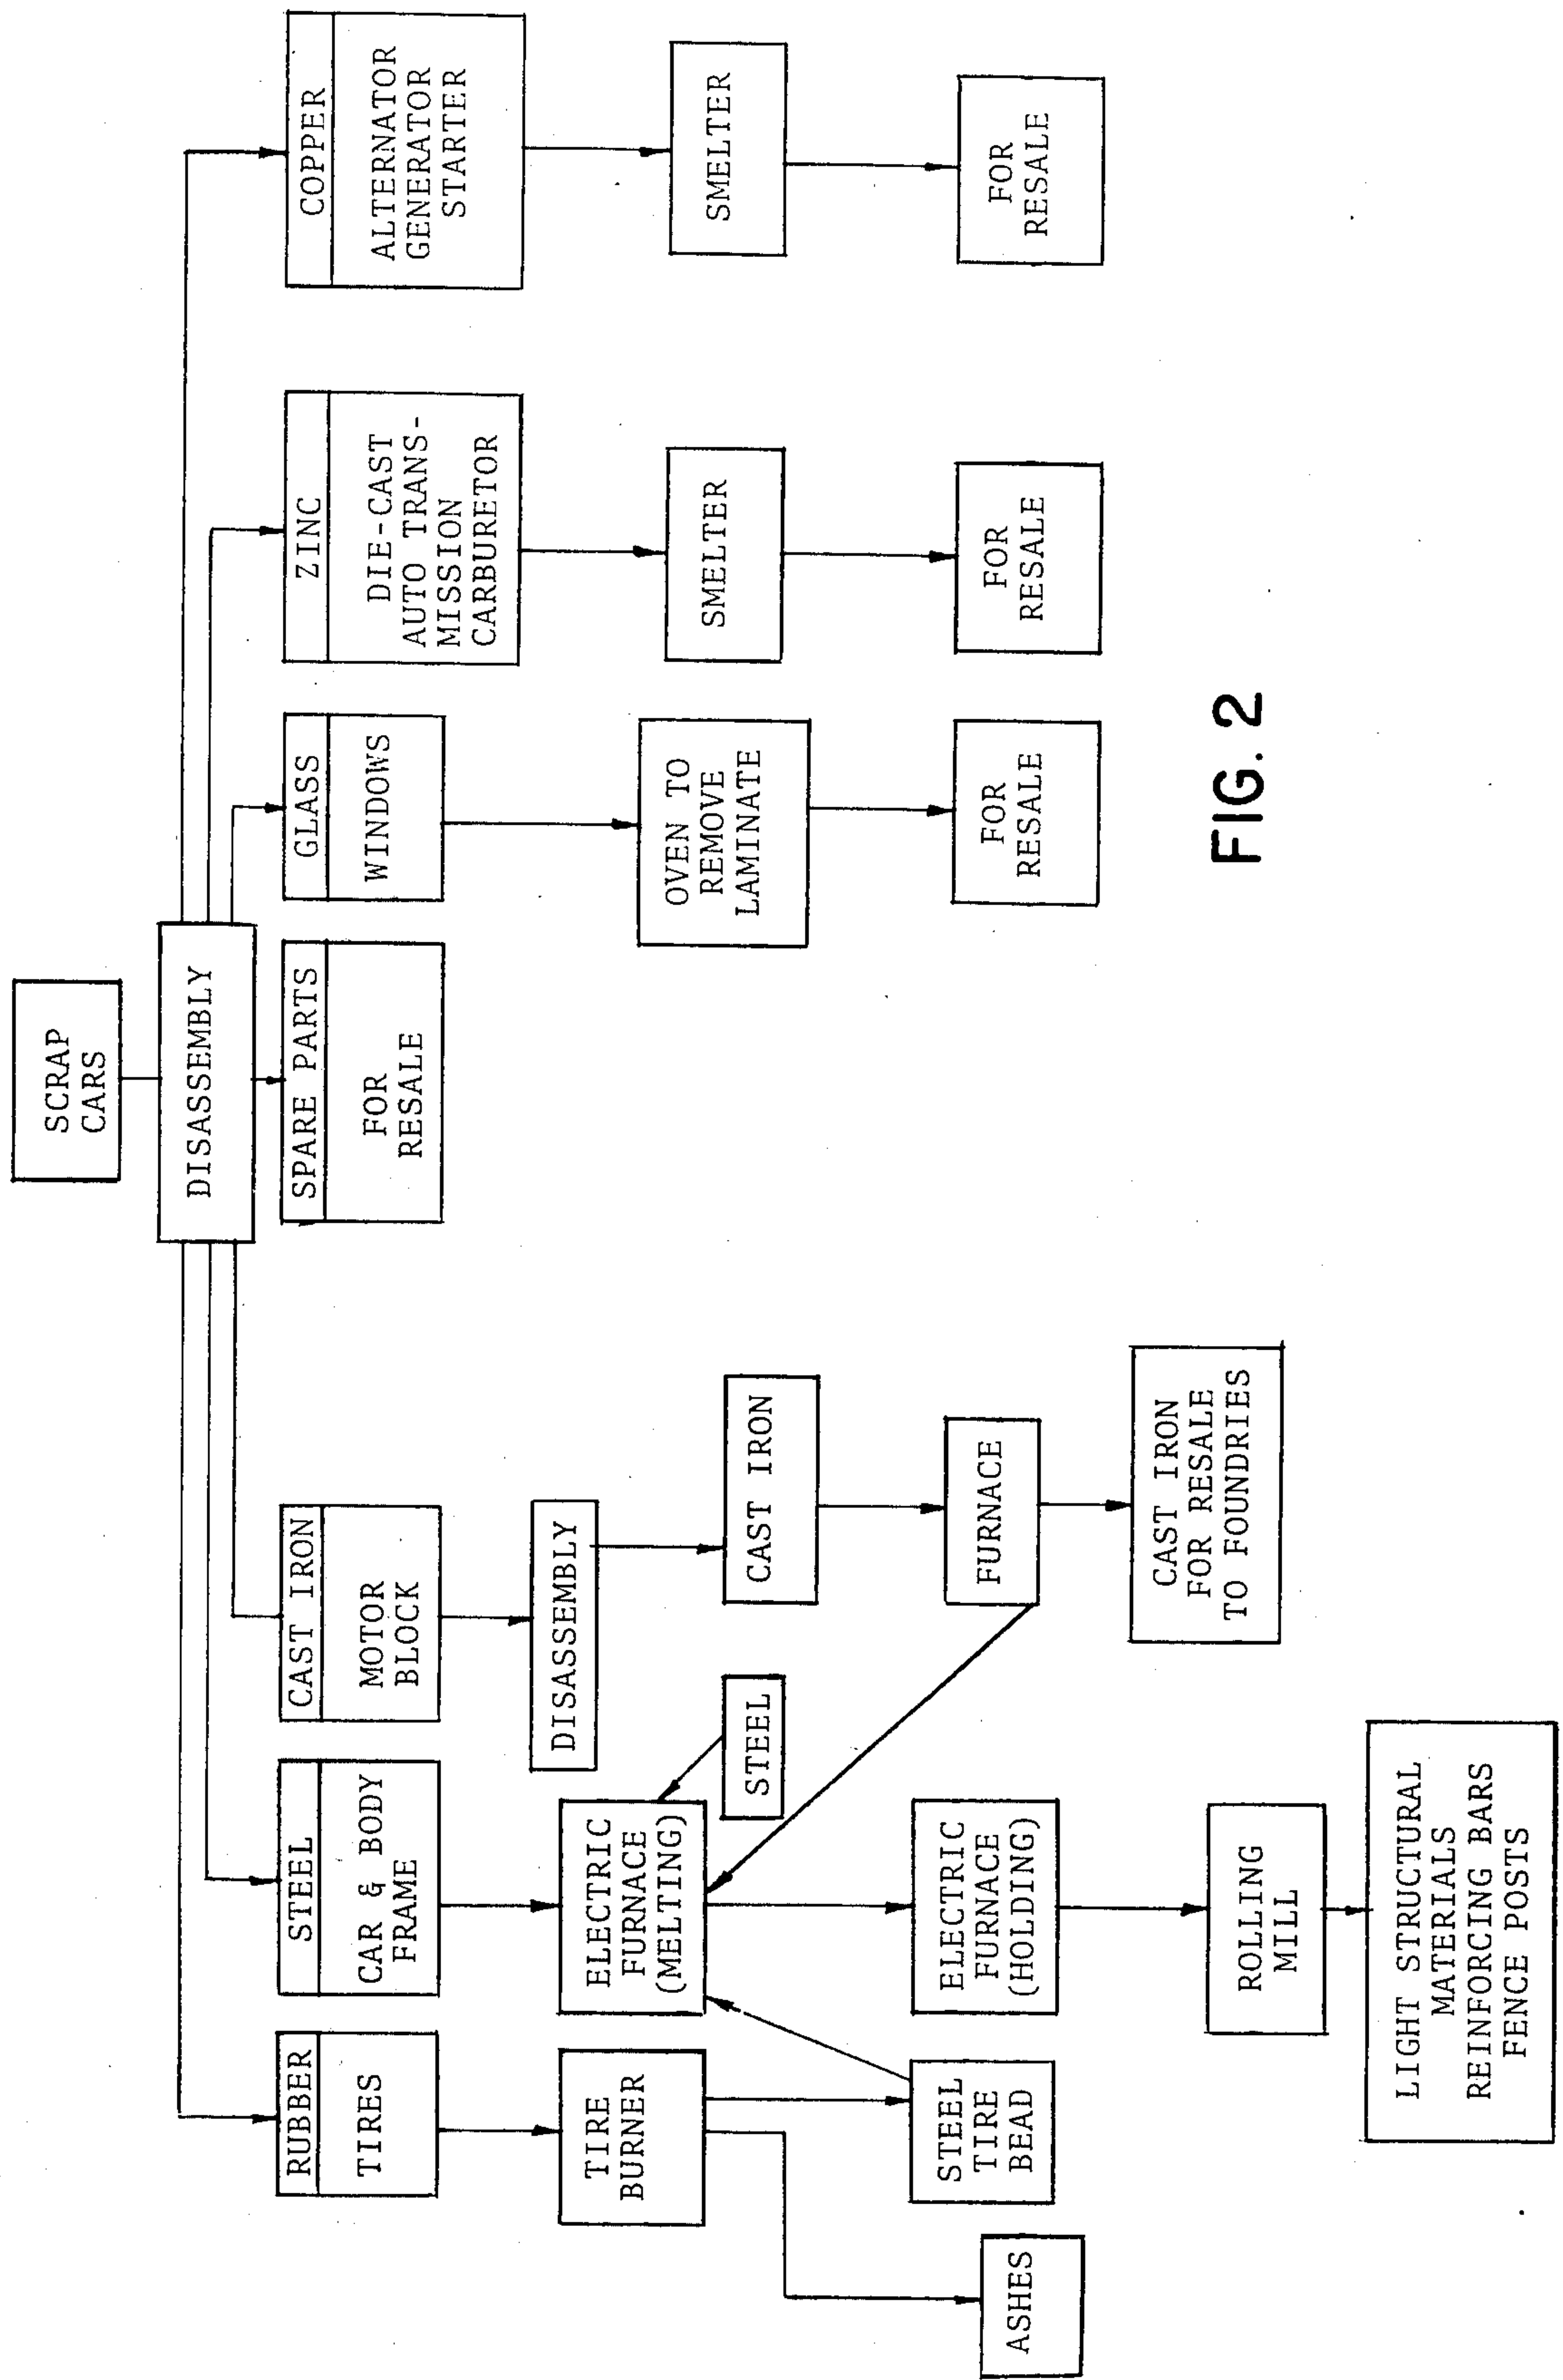 SCRAP
CARS
DISASSEMBLY
RUBBER
TIRES
STEEL
CAR & BODY
FRAME
CAST IRON
MOTOR
BLOCK
SPARE PARTS
FOR
RESALE
GLASS
WINDOWS
ZINC
DIE-CAST
AUTO TRANS-
MISSION
CARBURETOR
COPPER
ALTERNATOR
GENERATOR
STARTER
TIRE
BURNER
ELECTRIC
FURNACE
(MELTING)
DISASSEMBLY
STEEL
CAST IRON
OVEN TO
REMOVE
LAMINATE
SMELTER
SMELTER
ASHES
STEEL
TIRE
BEAD
ELECTRIC
FURNACE
(HOLDING)
FURNACE
FOR
RESALE
FOR
RESALE
FOR
RESALE
ROLLING
MILL
CAST IRON
FOR RESALE
TO FOUNDRIES
LIGHT STRUCTURAL
MATERIALS
REINFORCING BARS
FENCE POSTS
FIG. 2